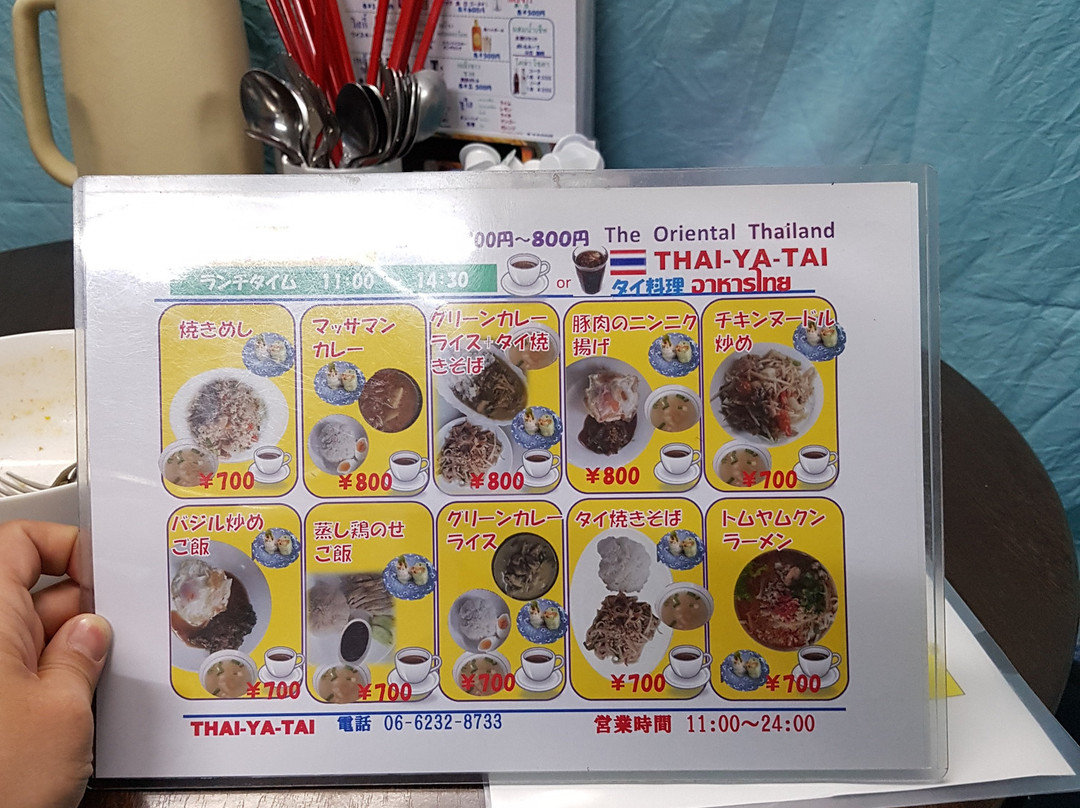 00円～800円 The Oriental Thailand
THAI-YA-TAI
ランチタイム 11:00 14:30
or
タイ料理 อาหารไทย
焼きめし
¥700
マッサマン
カレー
¥800
グリーンカレー
ライス+タイ焼
きそば
¥800
豚肉のニンニク
揚げ
¥800
チキンヌードル
炒め
¥700
バジル炒め
ご飯
¥700
蒸し鶏のせ
ご飯
¥700
グリーンカレー
ライス
¥700
タイ焼きそば
¥700
トムヤムクン
ラーメン
¥700
THAI-YA-TAI 電話 06-6232-8733 営業時間 11:00～24:00